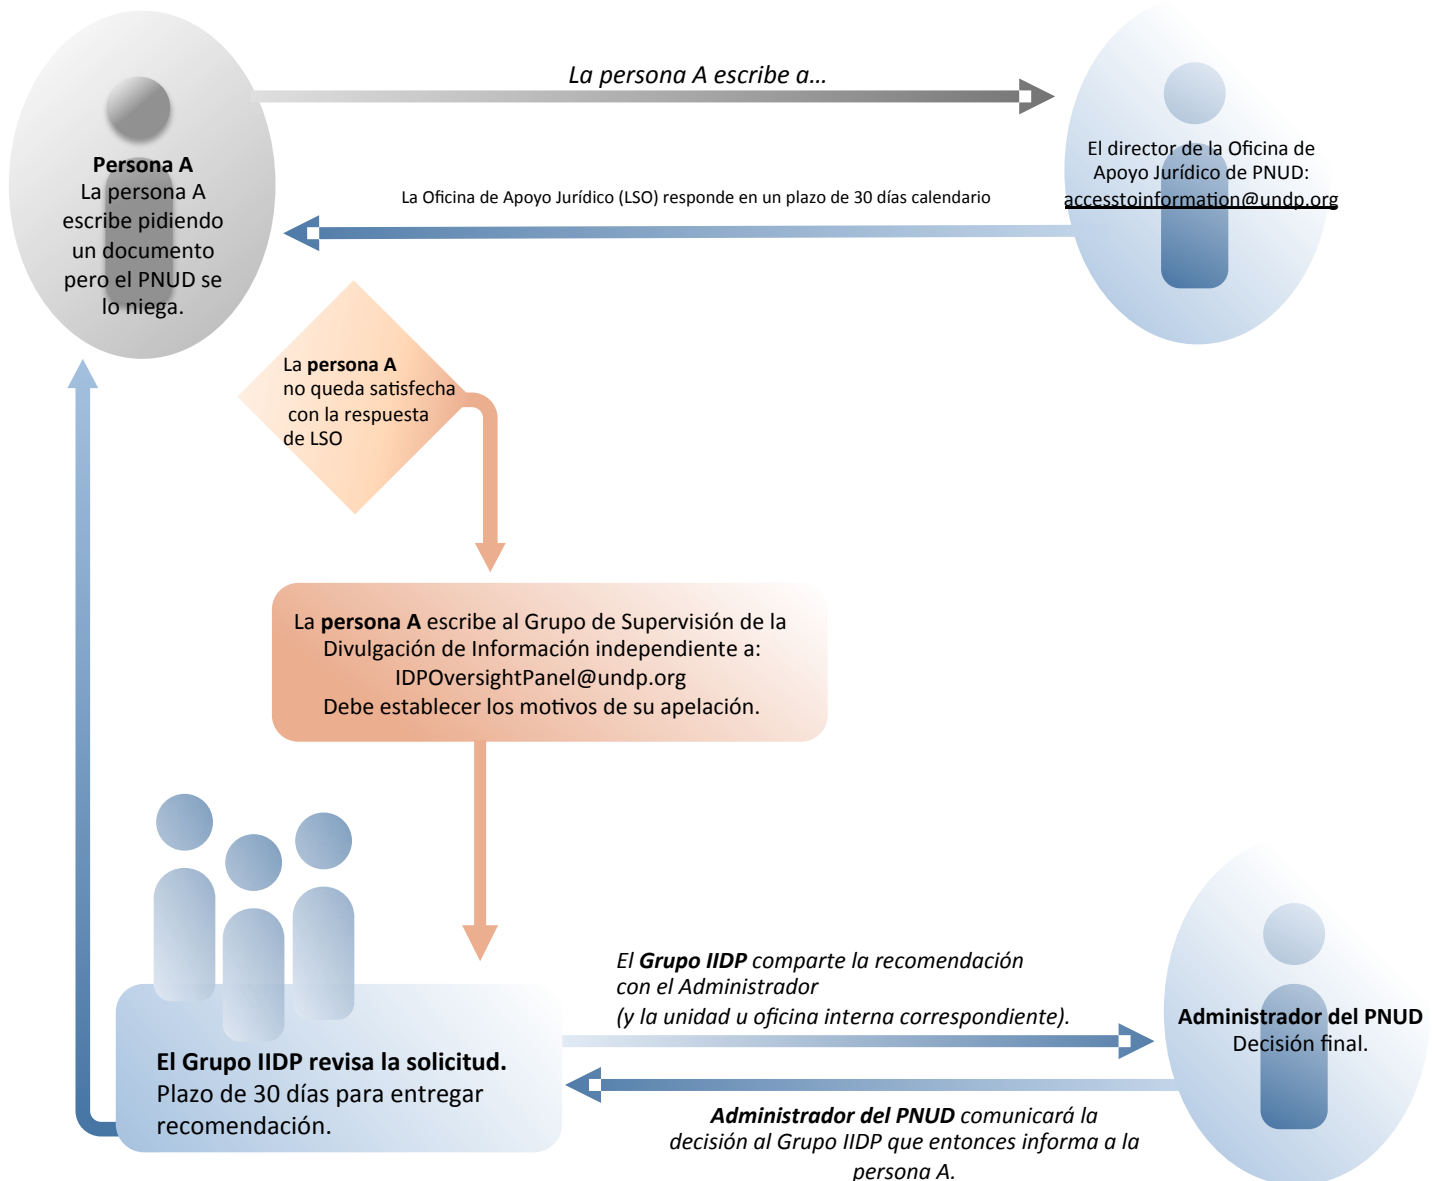 La persona A escribe a...
Persona A
La persona A
escribe pidiendo
un documento
pero el PNUD se
lo niega.
El director de la Oficina de
Apoyo Jurídico de PNUD:
accesstoinformation@undp.org
La Oficina de Apoyo Jurídico (LSO) responde en un plazo de 30 días calendario
La persona A
no queda satisfecha
con la respuesta
de LSO
La persona A escribe al Grupo de Supervisión de la
Divulgación de Información independiente a:
IDPOversightPanel@undp.org
Debe establecer los motivos de su apelación.
El Grupo IIDP comparte la recomendación
con el Administrador
(y la unidad u oficina interna correspondiente).
Administrador del PNUD
Decisión final.
El Grupo IIDP revisa la solicitud.
Plazo de 30 días para entregar
recomendación.
Administrador del PNUD comunicará la
decisión al Grupo IIDP que entonces informa a la
persona A.